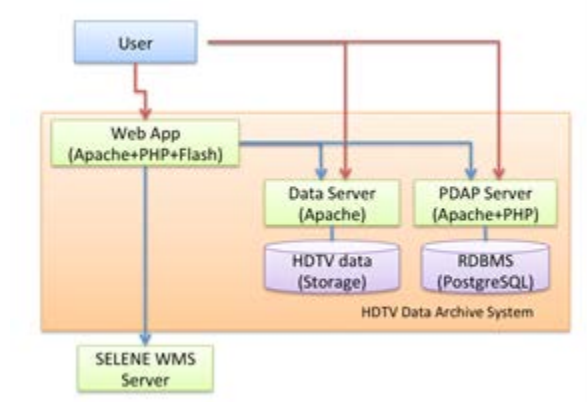 User
Web App
(Apache+PHP+Flash)
Data Server
(Apache)
PDAP Server
(Apache+PHP)
HDTV data
(Storage)
RDBMS
(PostgreSQL)
HDTV Data Archive System
SELENE WMS
Server